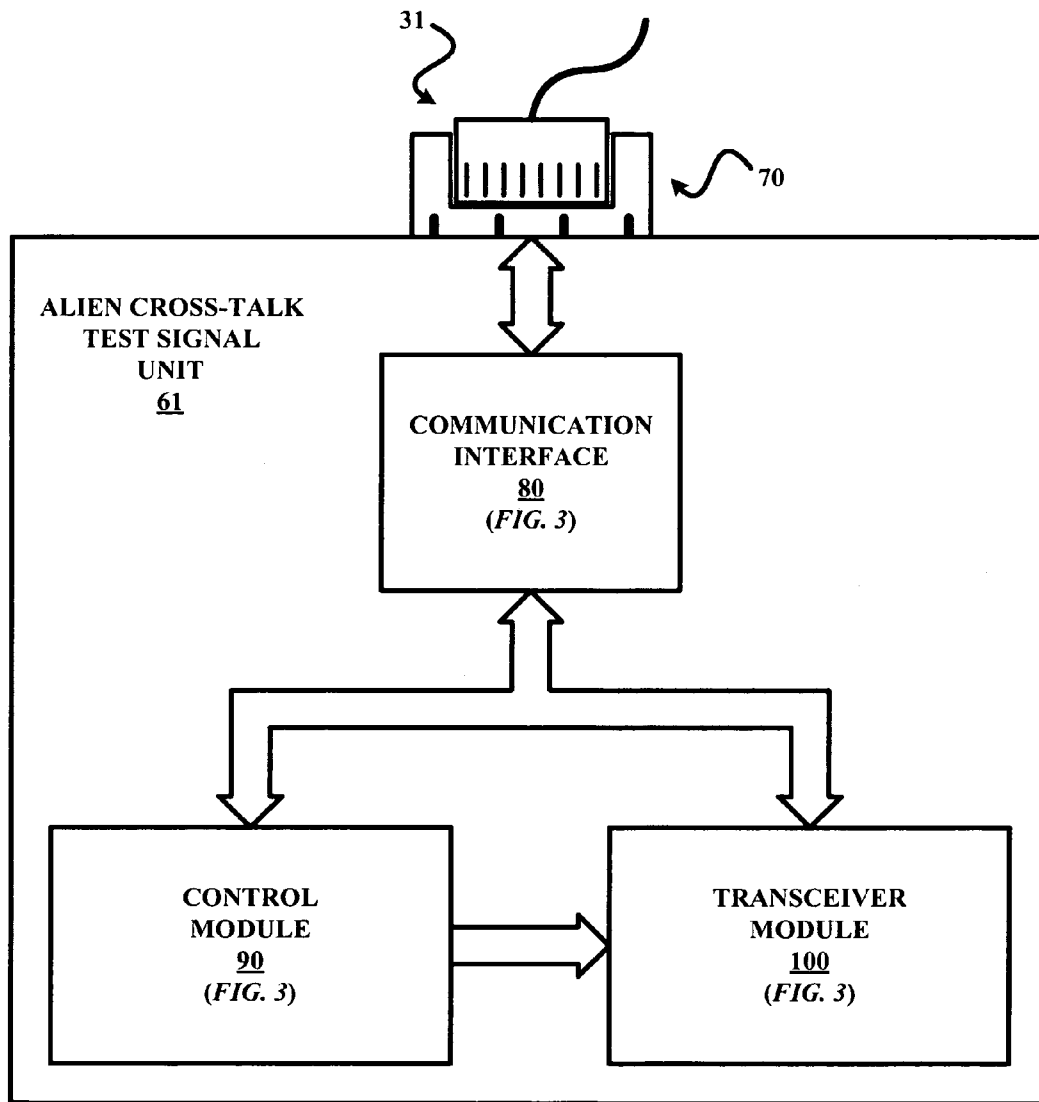 31
70
ALIEN CROSS-TALK
TEST SIGNAL
UNIT
61
COMMUNICATION
INTERFACE
80
(FIG. 3)
CONTROL
MODULE
90
(FIG. 3)
TRANSCEIVER
MODULE
100
(FIG. 3)